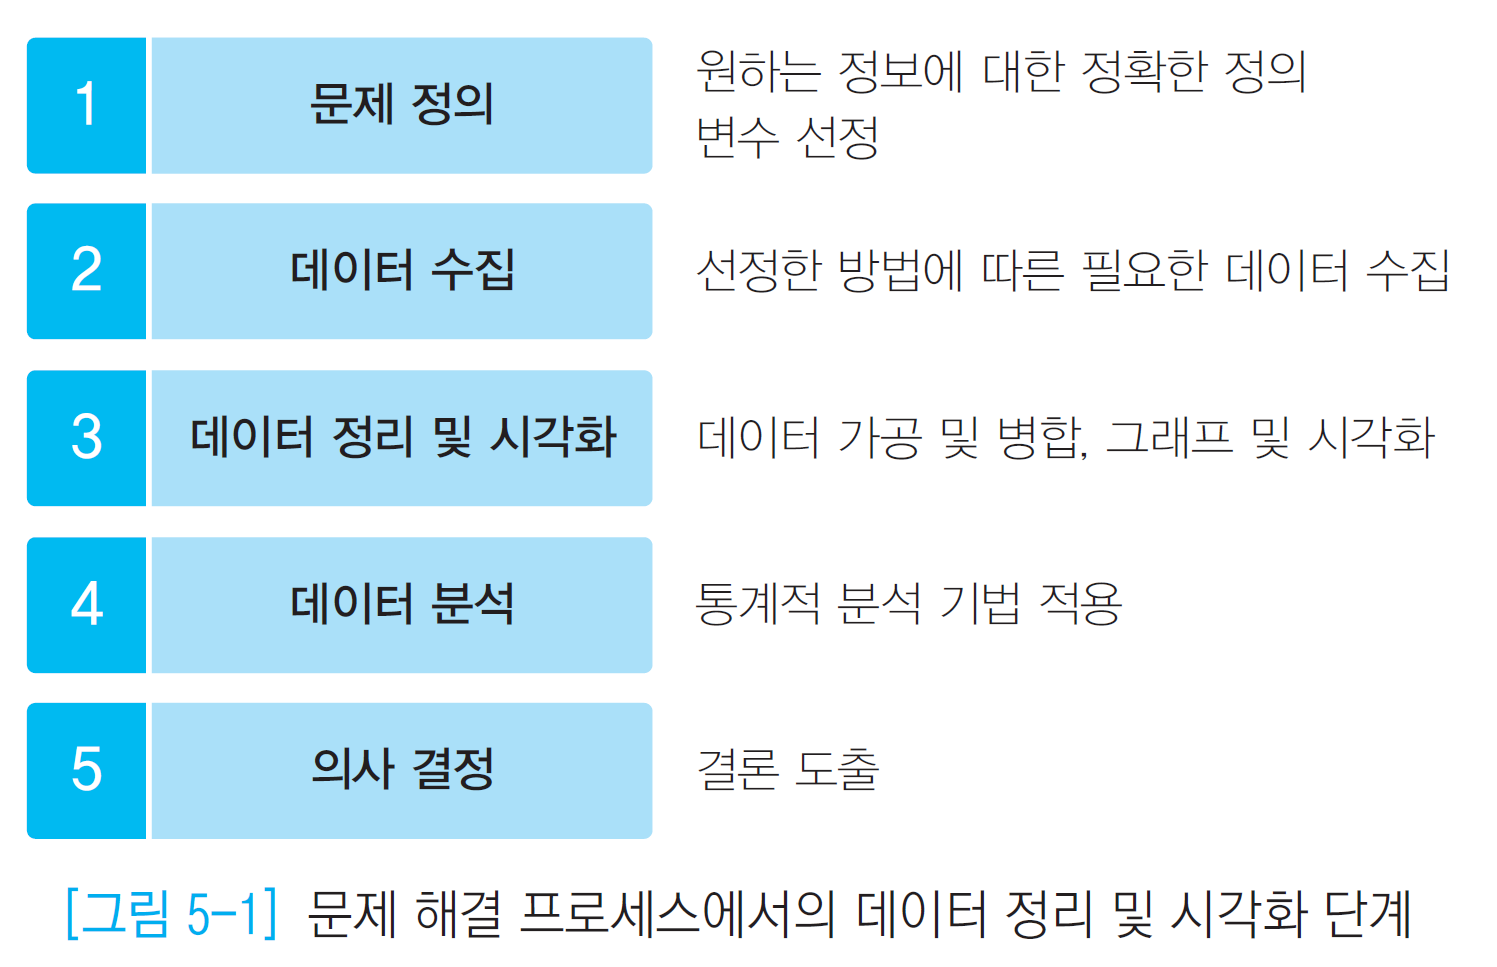 1 문제 정의 원하는 정보에 대한 정확한 정의
변수 선정
2 데이터 수집 선정한 방법에 따른 필요한 데이터 수집
3 데이터 정리 및 시각화 데이터 가공 및 병합, 그래프 및 시각화
4 데이터 분석 통계적 분석 기법 적용
5 의사 결정 결론 도출
[그림 5-1] 문제 해결 프로세스에서의 데이터 정리 및 시각화 단계